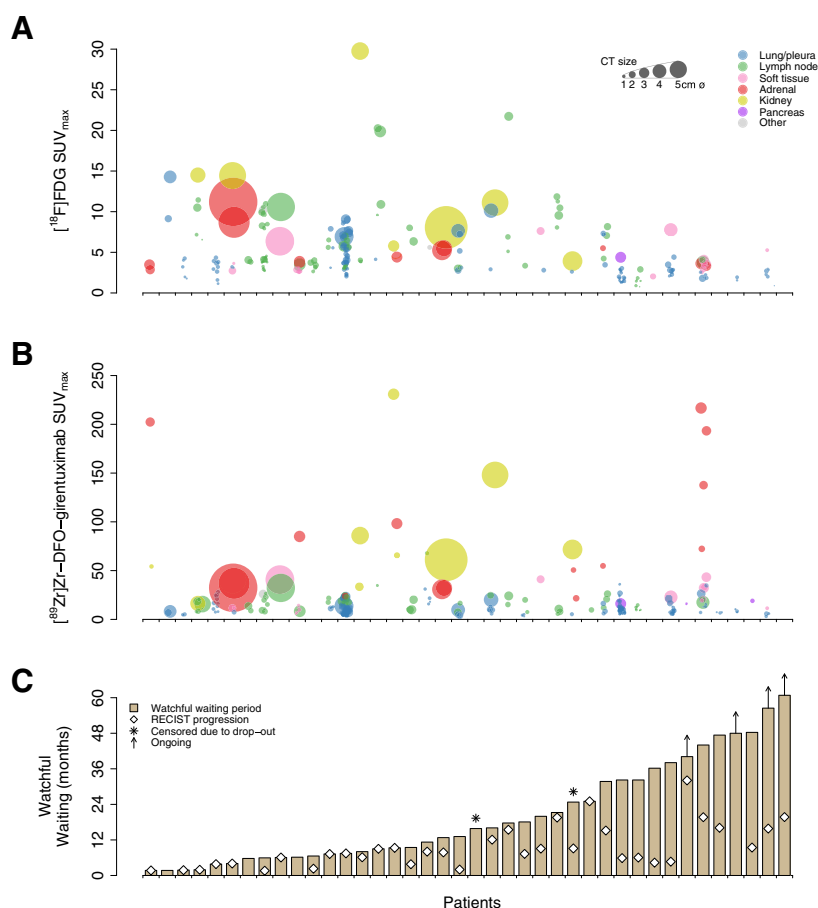 A
[18F]FDG SUVmax
30
25
20
15
10
5
0
CT size
1 2 3 4 5cm ø
Lung/pleura
Lymph node
Soft tissue
Adrenal
Kidney
Pancreas
Other
B
[89Zr]Zr−DFO−girentuximab SUVmax
250
200
150
100
50
0
C
Watchful
Waiting (months)
60
48
36
24
12
0
Watchful waiting period
RECIST progression
Censored due to drop−out
Ongoing
Patients